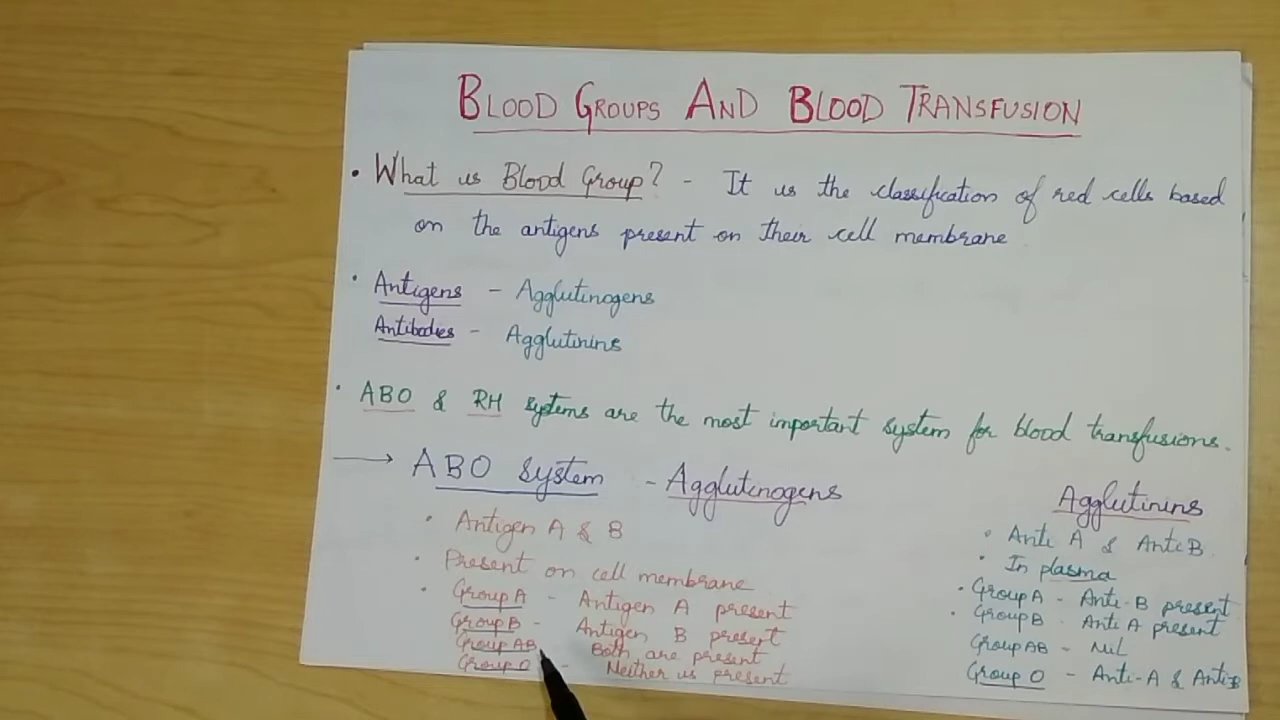 BLOOD GROUPS AND BLOOD TRANSFUSION
• What is Blood Group? - It is the classification of red cells based
on the antigens present on their cell membrane
• Antigens - Agglutinogens
Antibodies - Agglutinins
• ABO & RH systems are the most important system for blood transfusions.
→ ABO system - Agglutinogens
• Antigen A & B
• Present on cell membrane
• Group A - Antigen A present
Group B - Antigen B present
Group AB Both are present
Group O - Neither is present
Agglutinins
• Anti A & Anti B
• In plasma
• Group A - Anti-B present
• Group B - Anti A present
Group AB - Nil
Group O - Anti-A & Anti-B